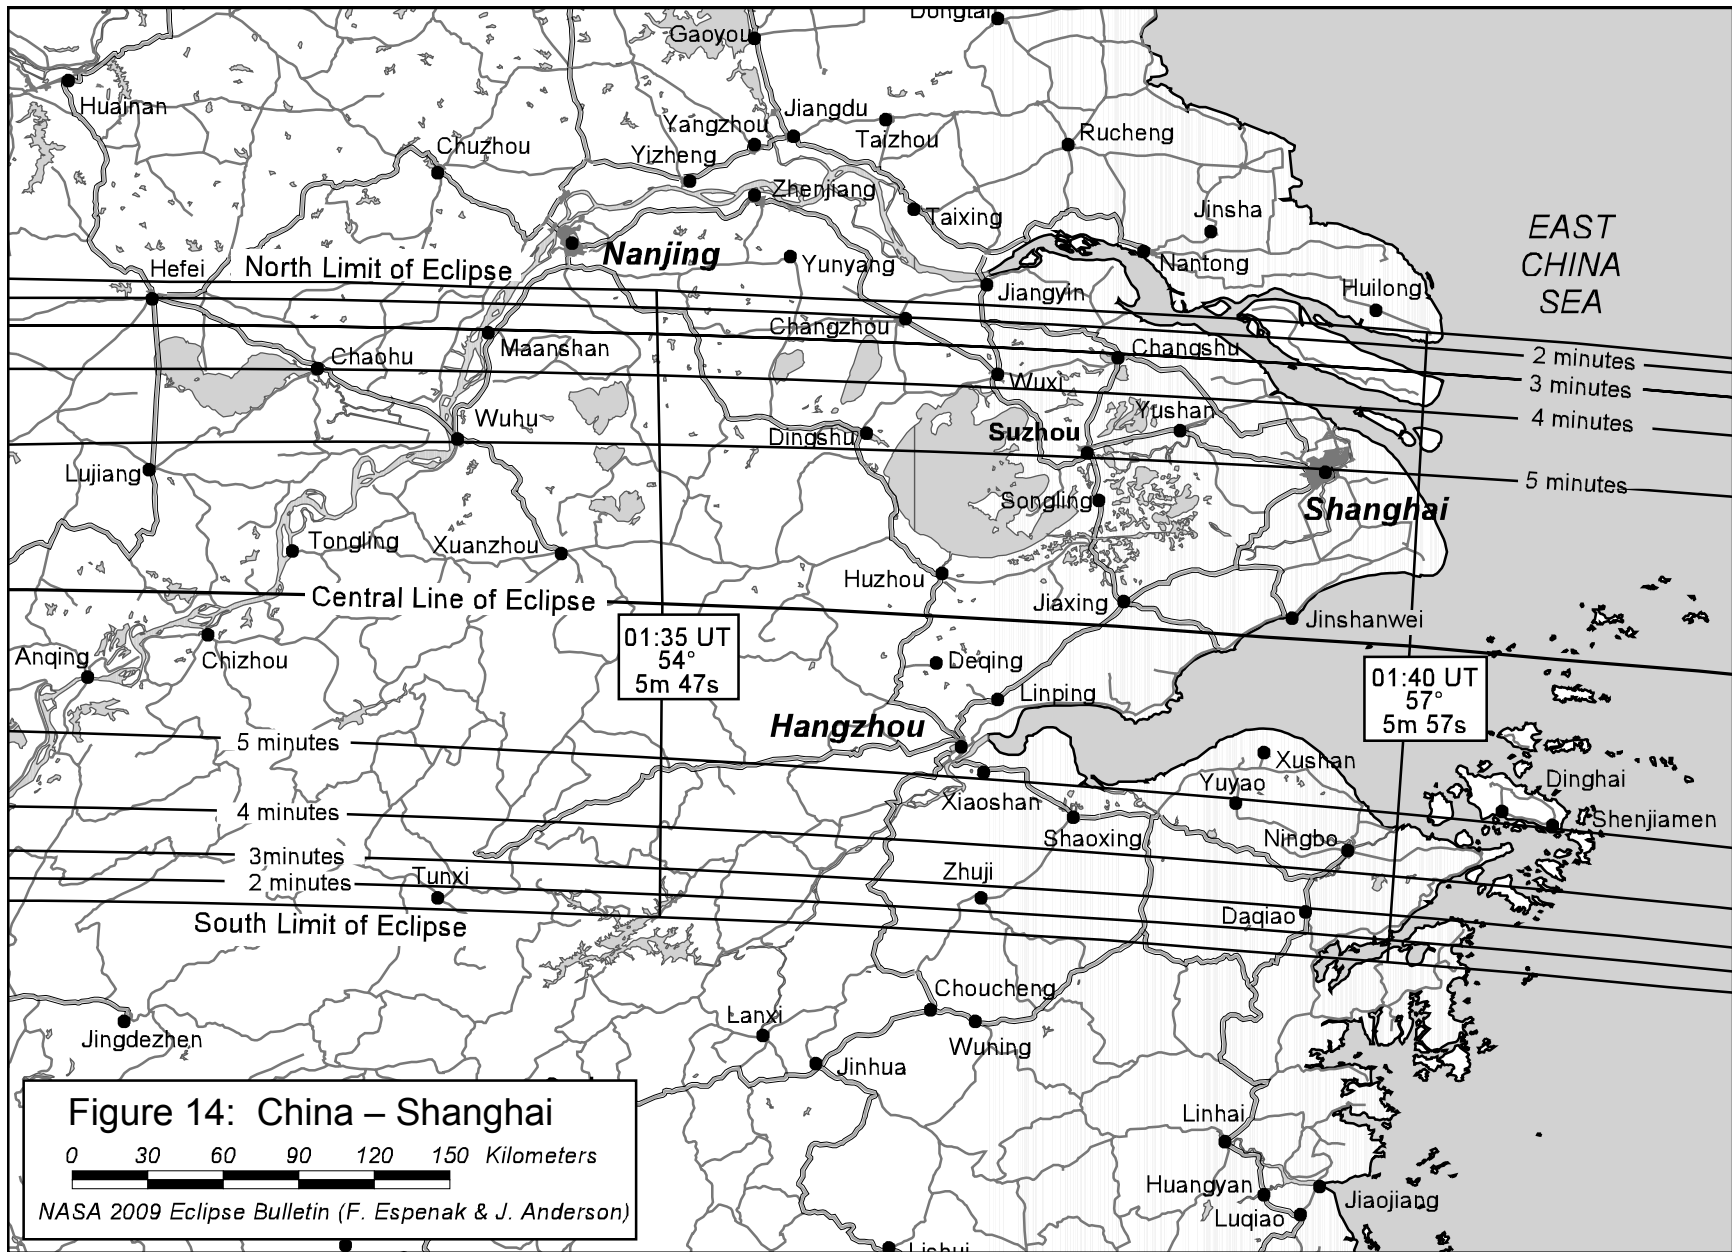 Dongtai
Gaoyou
Huainan
Jiangdu
Yangzhou
Taizhou
Rucheng
Chuzhou
Yizheng
Zhenjiang
Taixing
Jinsha
EAST
CHINA
SEA
Nanjing
Yunyang
Nantong
Hefei
North Limit of Eclipse
Jiangyin
Huilong
Changzhou
Maanshan
Changshu
Chaohu
2 minutes
3 minutes
Wuxi
4 minutes
Wuhu
Yushan
Dingshu
Suzhou
Lujiang
5 minutes
Songling
Shanghai
Tongling
Xuanzhou
Huzhou
Central Line of Eclipse
Jiaxing
Jinshanwei
01:35 UT
54°
5m 47s
Anqing
Chizhou
Deqing
01:40 UT
57°
5m 57s
Linping
Hangzhou
5 minutes
Xushan
Dinghai
Yuyao
Xiaoshan
4 minutes
Shaoxing
Ningbo
Shenjiamen
3minutes
2 minutes
Tunxi
Zhuji
South Limit of Eclipse
Daqiao
Choucheng
Lanxi
Jingdezhen
Wuning
Jinhua
Figure 14: China – Shanghai
Linhai
0 30 60 90 120 150 Kilometers
Huangyan
Jiaojiang
NASA 2009 Eclipse Bulletin (F. Espenak & J. Anderson)
Luqiao
Lishui